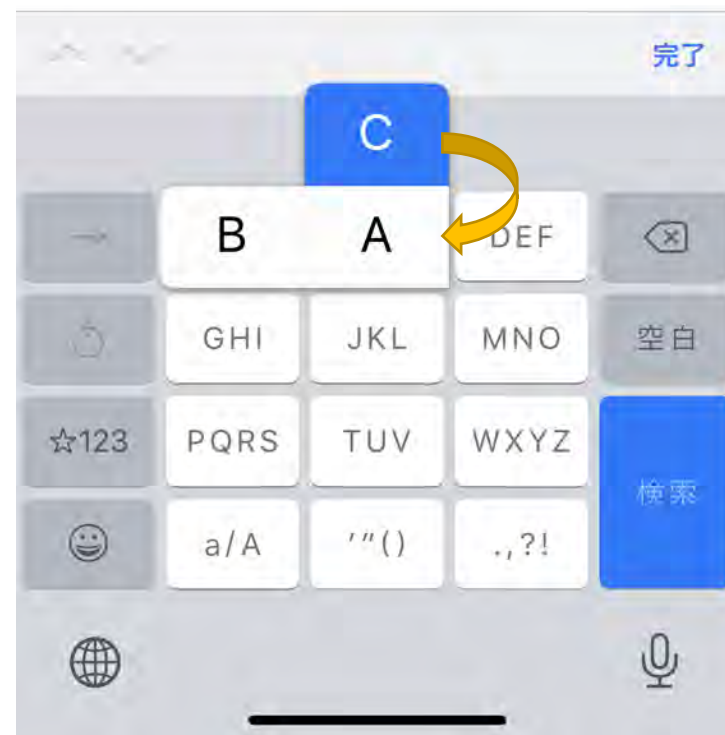 完了
C
B A DEF
GHI JKL MNO 空白
☆123 PQRS TUV WXYZ
検索
a/A '"() .,?!